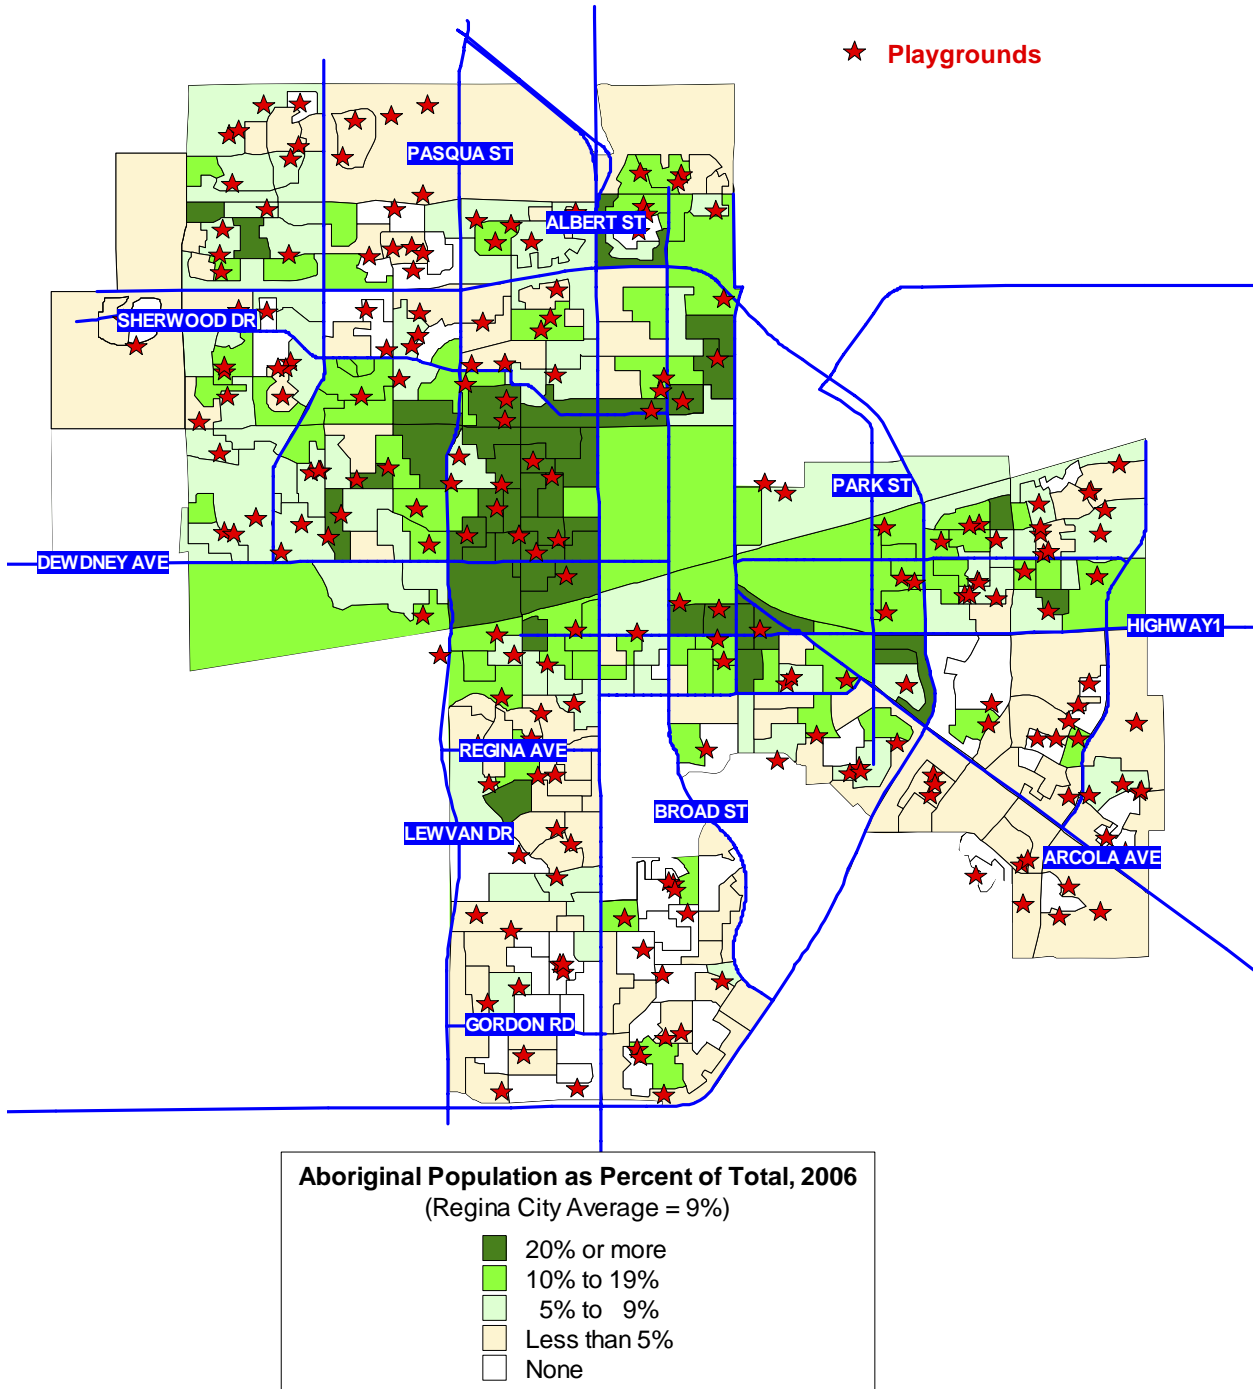 Playgrounds
PASQUA ST
ALBERT ST
SHERWOOD DR
PARK ST
DEWDNEY AVE
HIGHWAY1
REGINA AVE
BROAD ST
LEWVAN DR
ARCOLA AVE
GORDON RD
Aboriginal Population as Percent of Total, 2006
(Regina City Average = 9%)
20% or more
10% to 19%
5% to 9%
Less than 5%
None